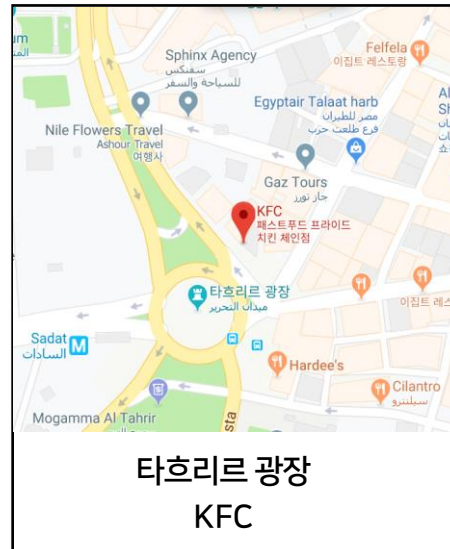 um
المت
Sphinx Agency
سفنكس
للسياحة والسفر
Felfela
이집트 레스토랑
Egyptair Talaat harb
مصر للطيران
فرع طلعت حرب
Al
Sh
Nile Flowers Travel
Ashour Travel
여행사
Gaz Tours
جاز تورز
KFC
패스트푸드 프라이드
치킨 체인점
타흐리르 광장
ميدان التحرير
이집트 레스
Sadat
السادات
M
Hardee's
Cilantro
سيلنترو
Mogamma Al Tahrir
sta
타흐리르 광장
KFC